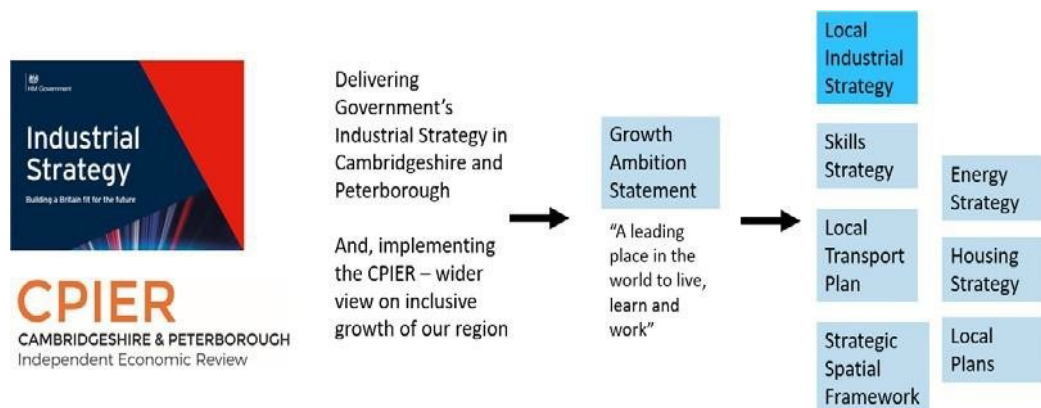 HM Government
Industrial
Strategy
Building a Britain fit for the future
CPIER
CAMBRIDGESHIRE & PETERBOROUGH
Independent Economic Review
Delivering
Government’s
Industrial Strategy in
Cambridgeshire and
Peterborough
And, implementing
the CPIER – wider
view on inclusive
growth of our region
Growth
Ambition
Statement
“A leading
place in the
world to live,
learn and
work”
Local
Industrial
Strategy
Skills
Strategy
Local
Transport
Plan
Strategic
Spatial
Framework
Energy
Strategy
Housing
Strategy
Local
Plans